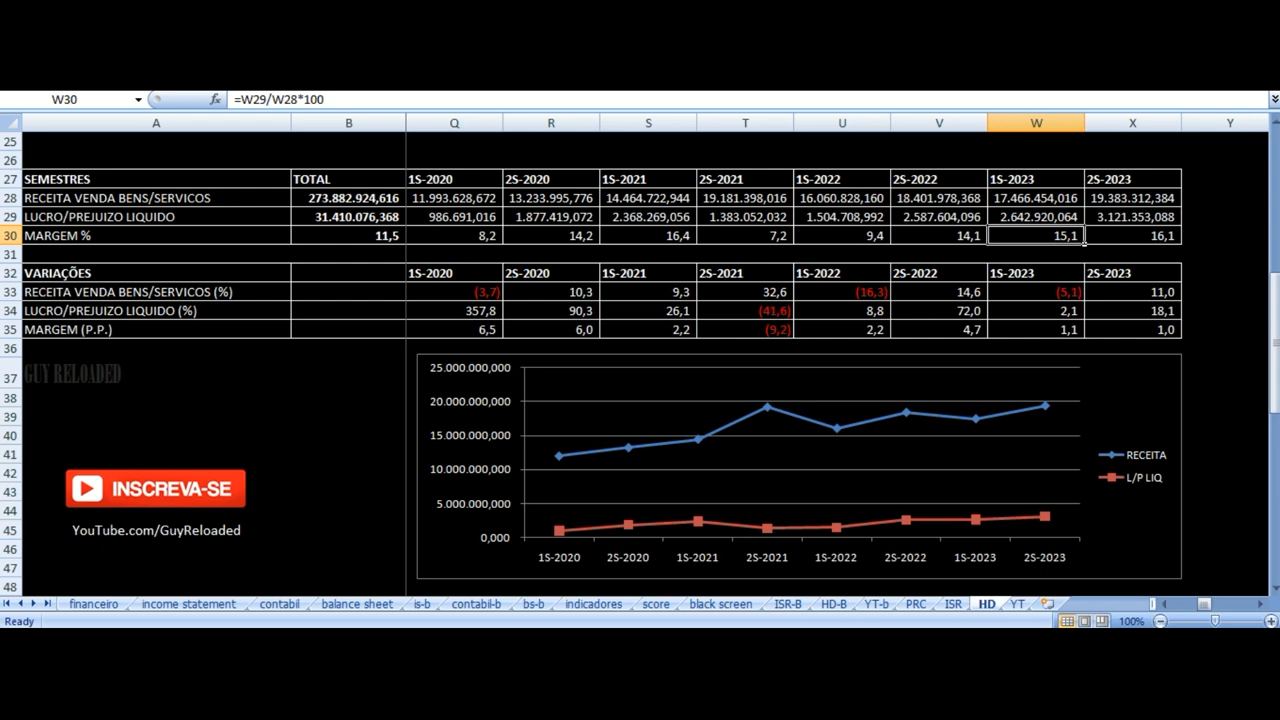 W30 fx =W29/W28*100
A B Q R S T U V W X Y
25
26
27 SEMESTRES TOTAL 1S-2020 2S-2020 1S-2021 2S-2021 1S-2022 2S-2022 1S-2023 2S-2023
28 RECEITA VENDA BENS/SERVICOS 273.882.924,616 11.993.628,672 13.233.995,776 14.464.722,944 19.181.398,016 16.060.828,160 18.401.978,368 17.466.454,016 19.383.312,384
29 LUCRO/PREJUIZO LIQUIDO 31.410.076,368 986.691,016 1.877.419,072 2.368.269,056 1.383.052,032 1.504.708,992 2.587.604,096 2.642.920,064 3.121.353,088
30 MARGEM % 11,5 8,2 14,2 16,4 7,2 9,4 14,1 15,1 16,1
31
32 VARIAÇÕES 1S-2020 2S-2020 1S-2021 2S-2021 1S-2022 2S-2022 1S-2023 2S-2023
33 RECEITA VENDA BENS/SERVICOS (%) (3,7) 10,3 9,3 32,6 (16,3) 14,6 (5,1) 11,0
34 LUCRO/PREJUIZO LIQUIDO (%) 357,8 90,3 26,1 (41,6) 8,8 72,0 2,1 18,1
35 MARGEM (P.P.) 6,5 6,0 2,2 (9,2) 2,2 4,7 1,1 1,0
36
25.000.000,000
37 GUY RELOADED
38
20.000.000,000
39
40
15.000.000,000
41 RECEITA
42 10.000.000,000
L/P LIQ
43 INSCREVA-SE
44 5.000.000,000
45 YouTube.com/GuyReloaded
46 0,000
47 1S-2020 2S-2020 1S-2021 2S-2021 1S-2022 2S-2022 1S-2023 2S-2023
48
financeiro income statement contabil balance sheet is-b contabil-b bs-b indicadores score black screen ISR-B HD-B YT-b PRC ISR HD YT
Ready 100%